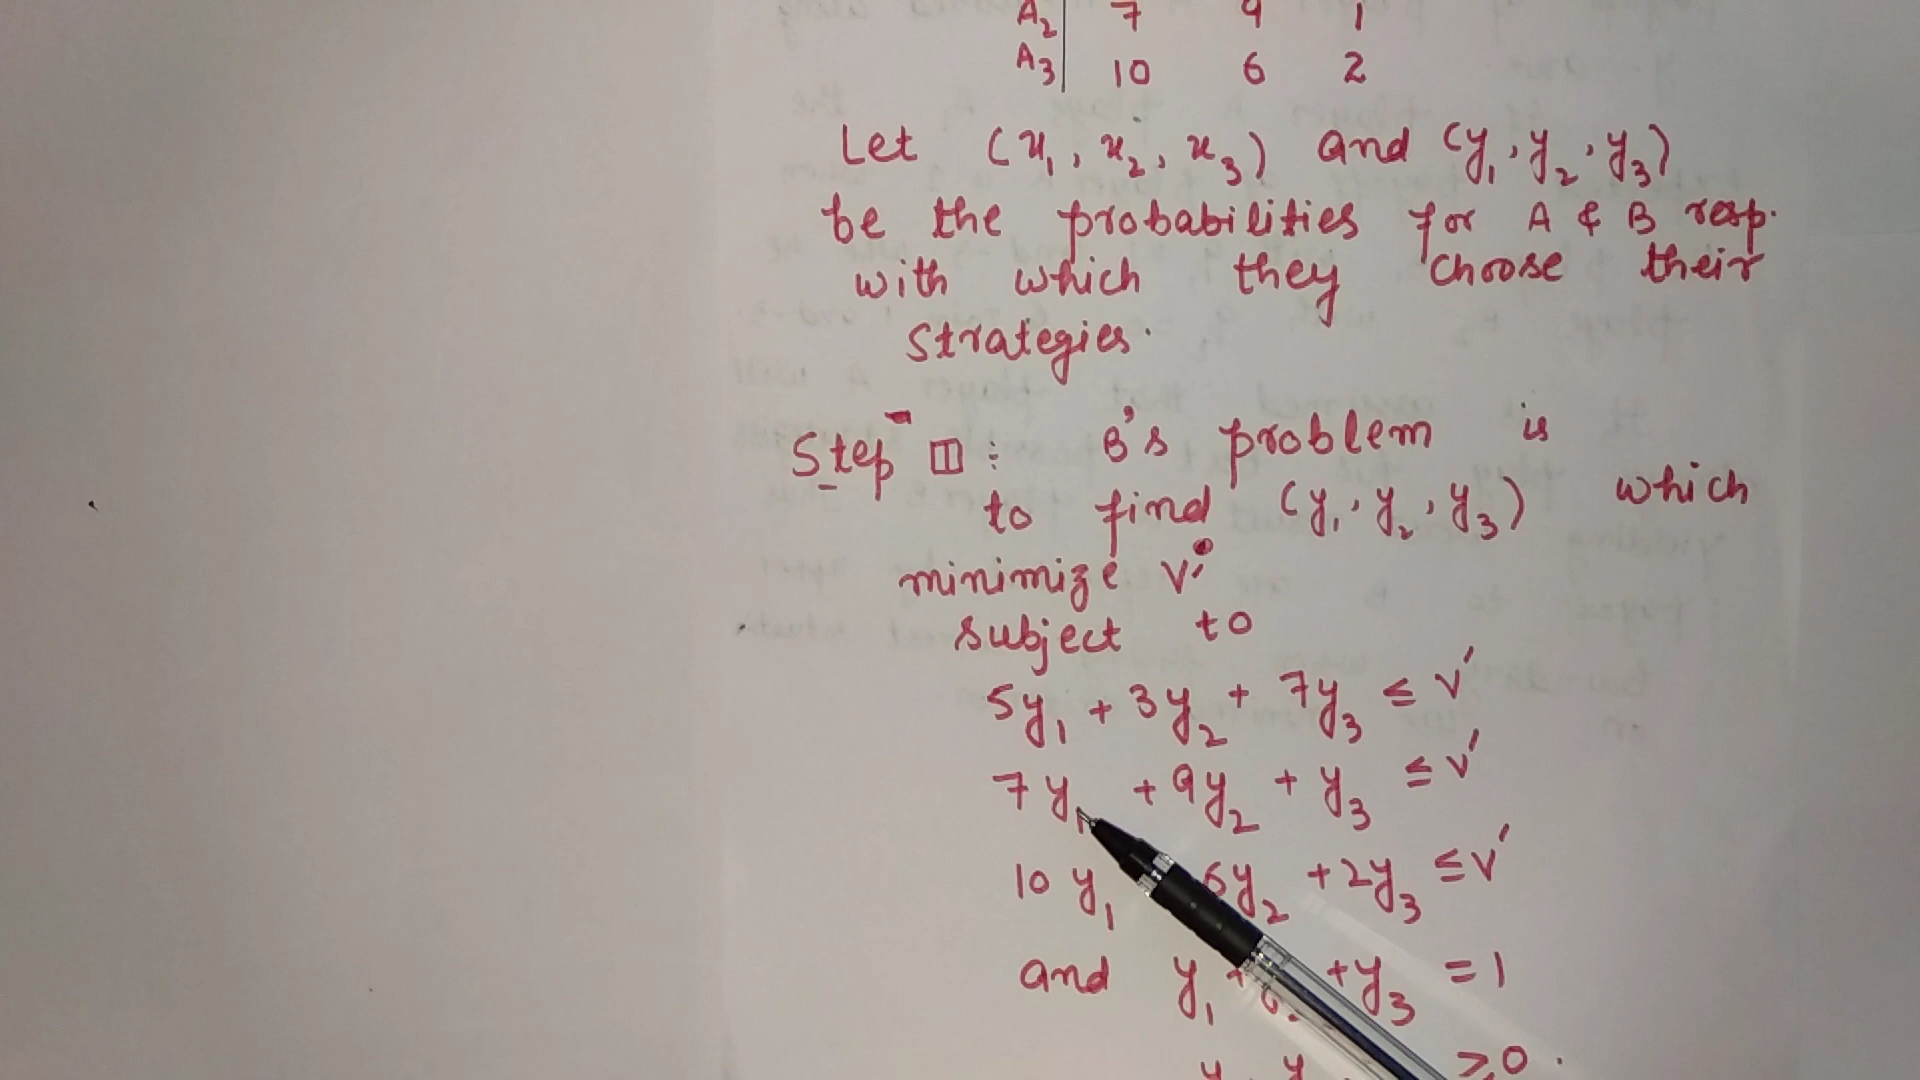 A₂ | 7 9 1
A₃ | 10 6 2
Let (x₁, x₂, x₃) and (y₁, y₂, y₃)
be the probabilities for A & B resp.
with which they choose their
strategies.
Step II : B's problem is
to find (y₁, y₂, y₃) which
minimize v'
subject to
5y₁ + 3y₂ + 7y₃ ≤ v'
7y₁ + 9y₂ + y₃ ≤ v'
10y₁ 6y₂ + 2y₃ ≤ v'
and y₁ + + y₃ = 1
y y ≥ 0.